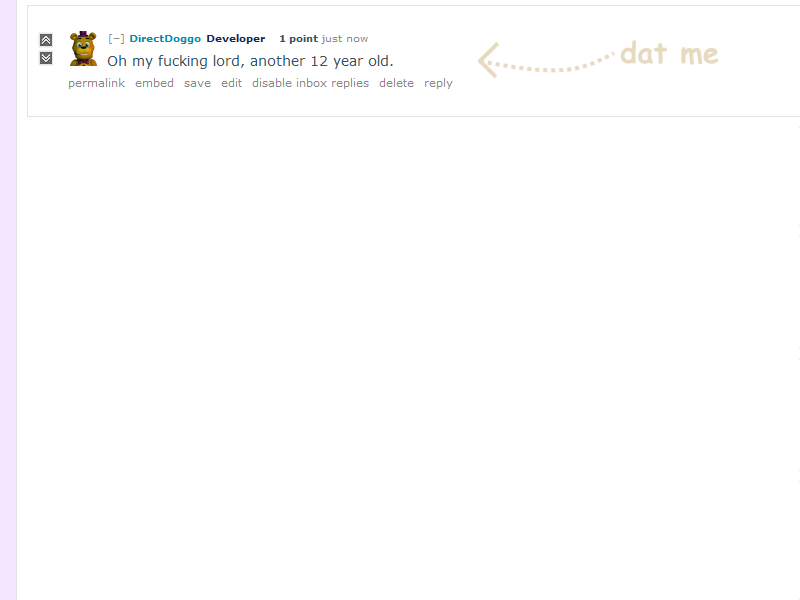 [–] DirectDoggo Developer 1 point just now
Oh my fucking lord, another 12 year old.
dat me
permalink embed save edit disable inbox replies delete reply